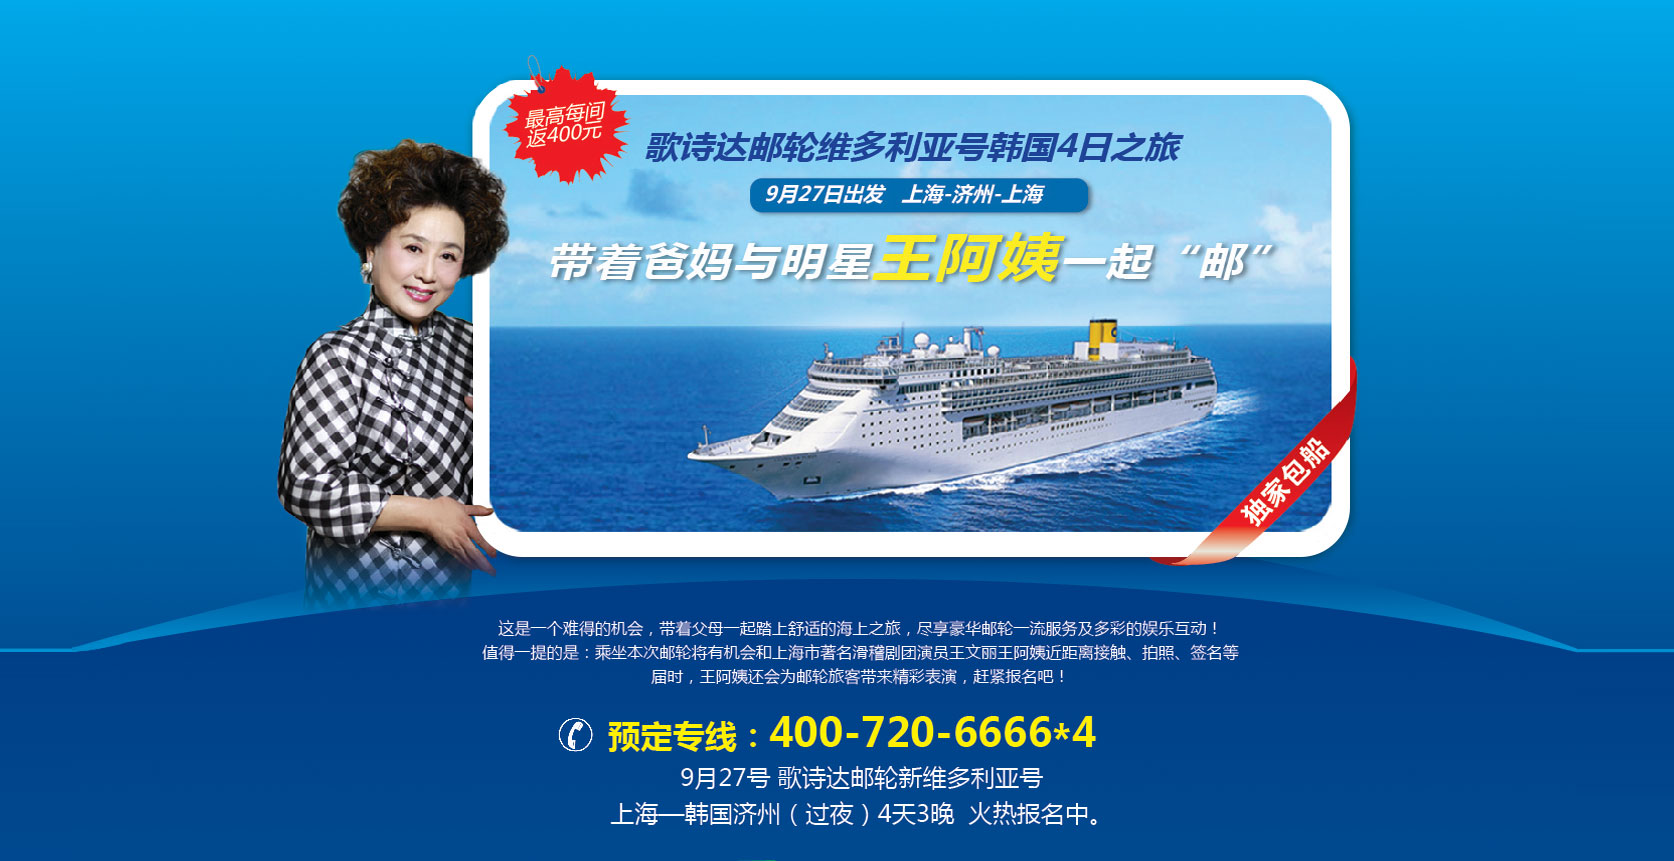 最高每间
返400元
歌诗达邮轮维多利亚号韩国4日之旅
9月27日出发 上海-济州-上海
带着爸妈与明星王阿姨一起“邮”
独家包船
这是一个难得的机会，带着父母一起踏上舒适的海上之旅，尽享豪华邮轮一流服务及多彩的娱乐互动！
值得一提的是：乘坐本次邮轮将有机会和上海市著名滑稽剧团演员王文丽王阿姨近距离接触、拍照、签名等
届时，王阿姨还会为邮轮旅客带来精彩表演，赶紧报名吧！
预定专线：400-720-6666*4
9月27号 歌诗达邮轮新维多利亚号
上海—韩国济州（过夜）4天3晚 火热报名中。